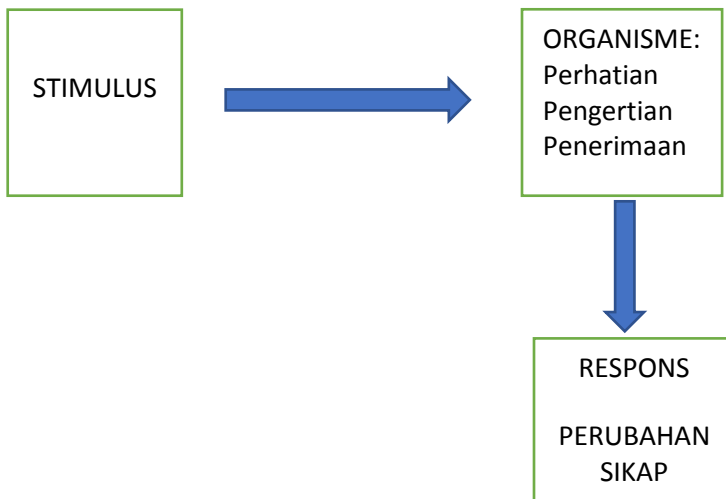 STIMULUS
ORGANISME:
Perhatian
Pengertian
Penerimaan
RESPONS
PERUBAHAN
SIKAP